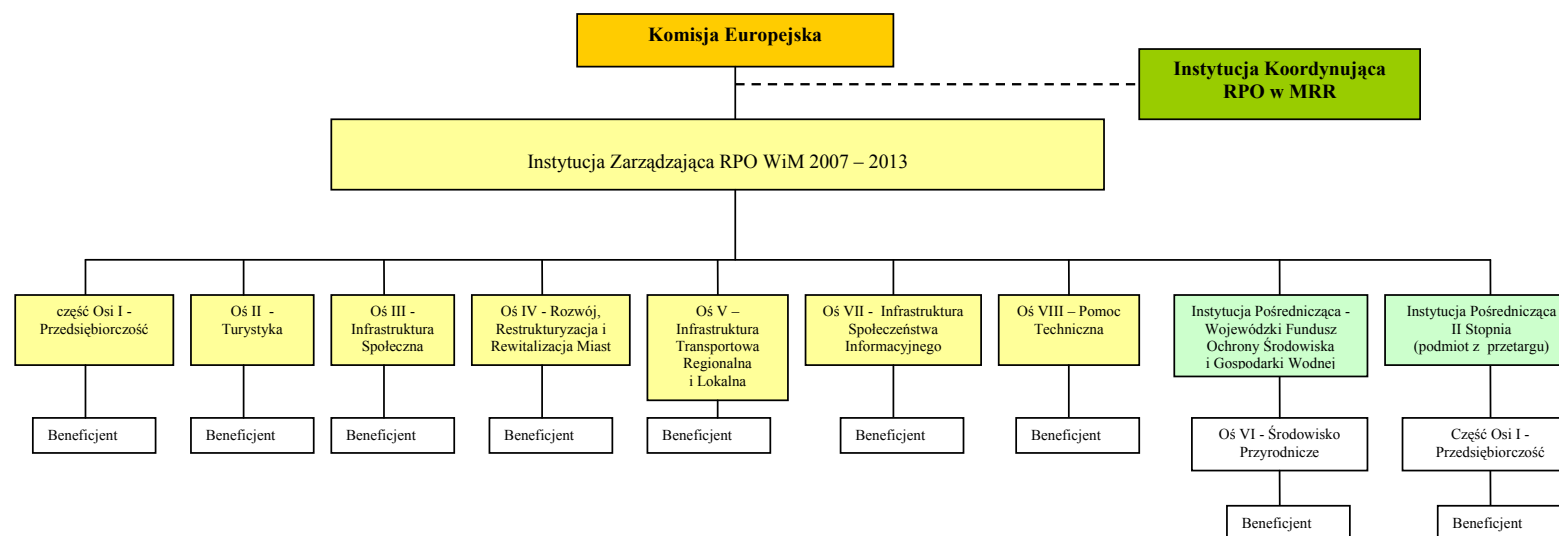 Komisja Europejska
Instytucja Koordynująca
RPO w MRR
Instytucja Zarządzająca RPO WiM 2007 – 2013
część Osi I -
Przedsiębiorczość
Oś II -
Turystyka
Oś III -
Infrastruktura
Społeczna
Oś IV - Rozwój,
Restrukturyzacja i
Rewitalizacja Miast
Oś V –
Infrastruktura
Transportowa
Regionalna
i Lokalna
Oś VII - Infrastruktura
Społeczeństwa
Informacyjnego
Oś VIII – Pomoc
Techniczna
Instytucja Pośrednicząca -
Wojewódzki Fundusz
Ochrony Środowiska
i Gospodarki Wodnej
Instytucja Pośrednicząca
II Stopnia
(podmiot z przetargu)
Beneficjent
Beneficjent
Beneficjent
Beneficjent
Beneficjent
Beneficjent
Beneficjent
Oś VI - Środowisko
Przyrodnicze
Część Osi I -
Przedsiębiorczość
Beneficjent
Beneficjent